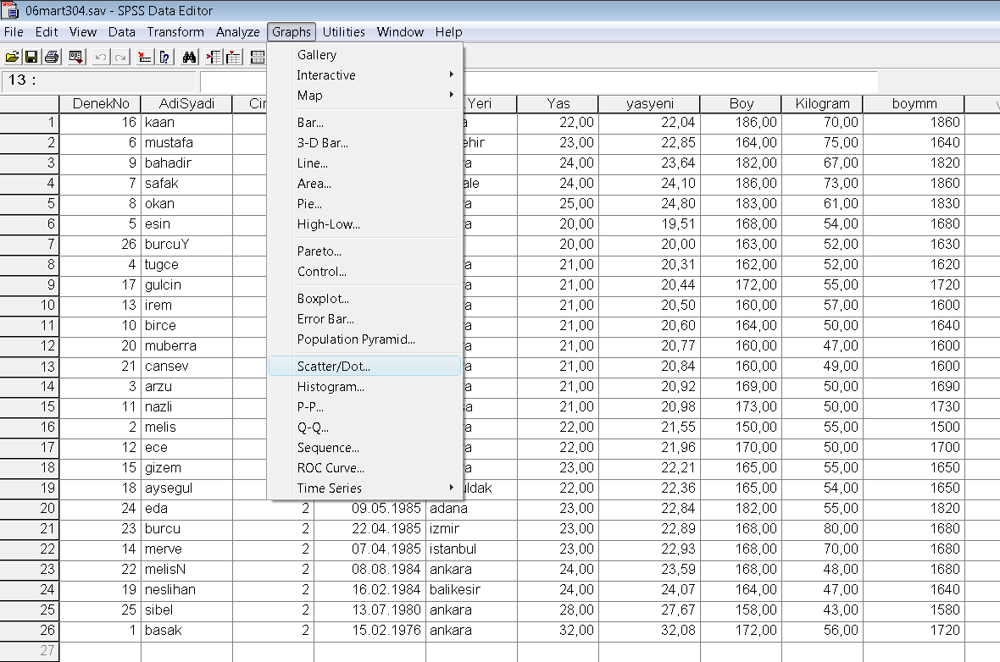 06mart304.sav - SPSS Data Editor
File Edit View Data Transform Analyze Graphs Utilities Window Help
13 :
Gallery
Interactive
Map
Bar...
3-D Bar...
Line...
Area...
Pie...
High-Low...
Pareto...
Control...
Boxplot...
Error Bar...
Population Pyramid...
Scatter/Dot...
Histogram...
P-P...
Q-Q...
Sequence...
ROC Curve...
Time Series
DenekNo AdiSyadi Cin Yeri Yas yasyeni Boy Kilogram boymm
1 16 kaan a 22,00 22,04 186,00 70,00 1860
2 6 mustafa ehir 23,00 22,85 164,00 75,00 1640
3 9 bahadir a 24,00 23,64 182,00 67,00 1820
4 7 safak ale 24,00 24,10 186,00 73,00 1860
5 8 okan a 25,00 24,80 183,00 61,00 1830
6 5 esin a 20,00 19,51 168,00 54,00 1680
7 26 burcuY 20,00 20,00 163,00 52,00 1630
8 4 tugce a 21,00 20,31 162,00 52,00 1620
9 17 gulcin a 21,00 20,44 172,00 55,00 1720
10 13 irem a 21,00 20,50 160,00 57,00 1600
11 10 birce a 21,00 20,60 164,00 50,00 1640
12 20 muberra a 21,00 20,77 160,00 47,00 1600
13 21 cansev a 21,00 20,84 160,00 49,00 1600
14 3 arzu a 21,00 20,92 169,00 50,00 1690
15 11 nazli a 21,00 20,98 173,00 50,00 1730
16 2 melis a 22,00 21,55 150,00 55,00 1500
17 12 ece a 22,00 21,96 170,00 50,00 1700
18 15 gizem a 23,00 22,21 165,00 55,00 1650
19 18 aysegul uldak 22,00 22,36 165,00 54,00 1650
20 24 eda 2 09.05.1985 adana 23,00 22,84 182,00 55,00 1820
21 23 burcu 2 22.04.1985 izmir 23,00 22,89 168,00 80,00 1680
22 14 merve 2 07.04.1985 istanbul 23,00 22,93 168,00 70,00 1680
23 22 melisN 2 08.08.1984 ankara 24,00 23,59 168,00 48,00 1680
24 19 neslihan 2 16.02.1984 balikesir 24,00 24,07 164,00 47,00 1640
25 25 sibel 2 13.07.1980 ankara 28,00 27,67 158,00 43,00 1580
26 1 basak 2 15.02.1976 ankara 32,00 32,08 172,00 56,00 1720
27